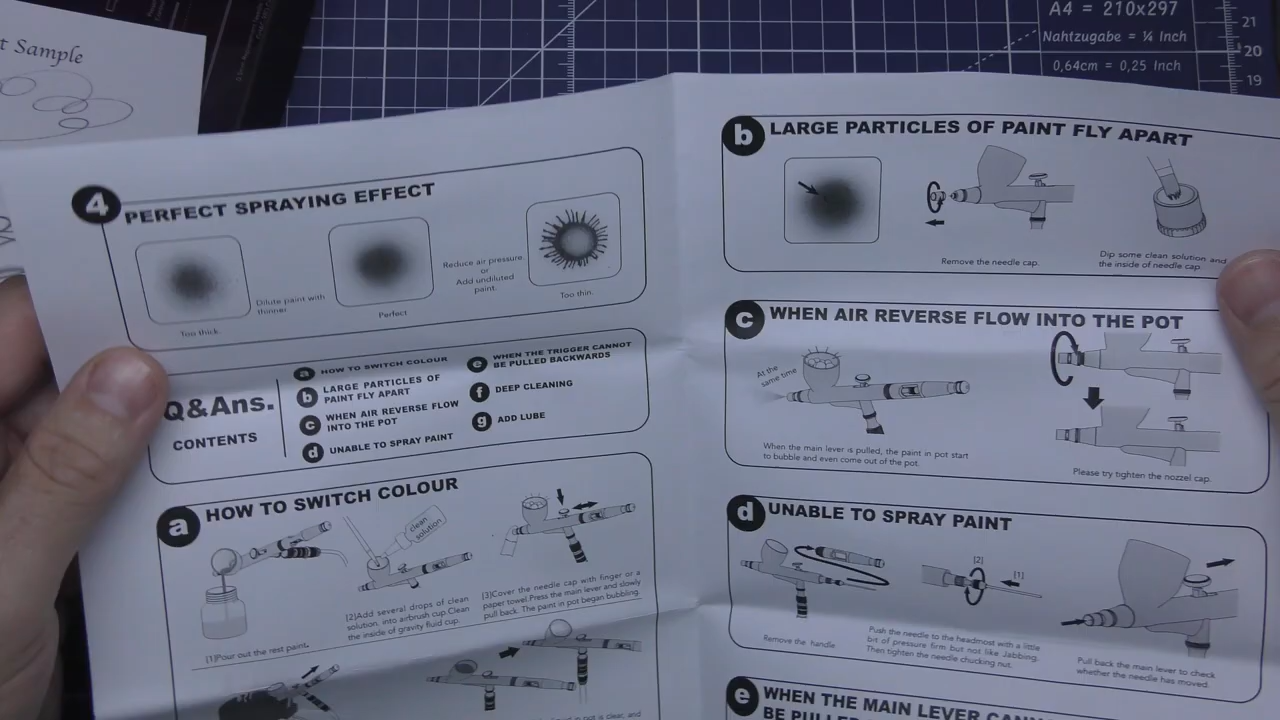 t Sample
A4 = 210x297
Nahtzugabe = ¼ Inch
0,64cm = 0,25 Inch
21
20
19
4
PERFECT SPRAYING EFFECT
Dilute paint with
thinner
Too thick.
Perfect
Reduce air pressure
or
Add undiluted
paint.
Too thin.
Q&Ans.
CONTENTS
a HOW TO SWITCH COLOUR
b LARGE PARTICLES OF
PAINT FLY APART
c WHEN AIR REVERSE FLOW
INTO THE POT
d UNABLE TO SPRAY PAINT
e WHEN THE TRIGGER CANNOT
BE PULLED BACKWARDS
f DEEP CLEANING
g ADD LUBE
a HOW TO SWITCH COLOUR
clean
solution
[1]Pour out the rest paint.
[2]Add several drops of clean
solution, into airbrush cup.Clean
the inside of gravity fluid cup.
[3]Cover the needle cap with finger or a
paper towel.Press the main lever and slowly
pull back. The paint in pot began bubbling.
b LARGE PARTICLES OF PAINT FLY APART
Remove the needle cap.
Dip some clean solution and
the inside of needle cap.
c WHEN AIR REVERSE FLOW INTO THE POT
At the
same time
When the main lever is pulled, the paint in pot start
to bubble and even come out of the pot.
Please try tighten the nozzel cap.
d UNABLE TO SPRAY PAINT
[2]
[1]
Remove the handle
Push the needle to the headmost with a little
bit of pressure firm but not like Jabbing.
Then tighten the needle chucking nut.
Pull back the main lever to check
whether the needle has moved.
e WHEN THE MAIN LEVER
BE PULLED